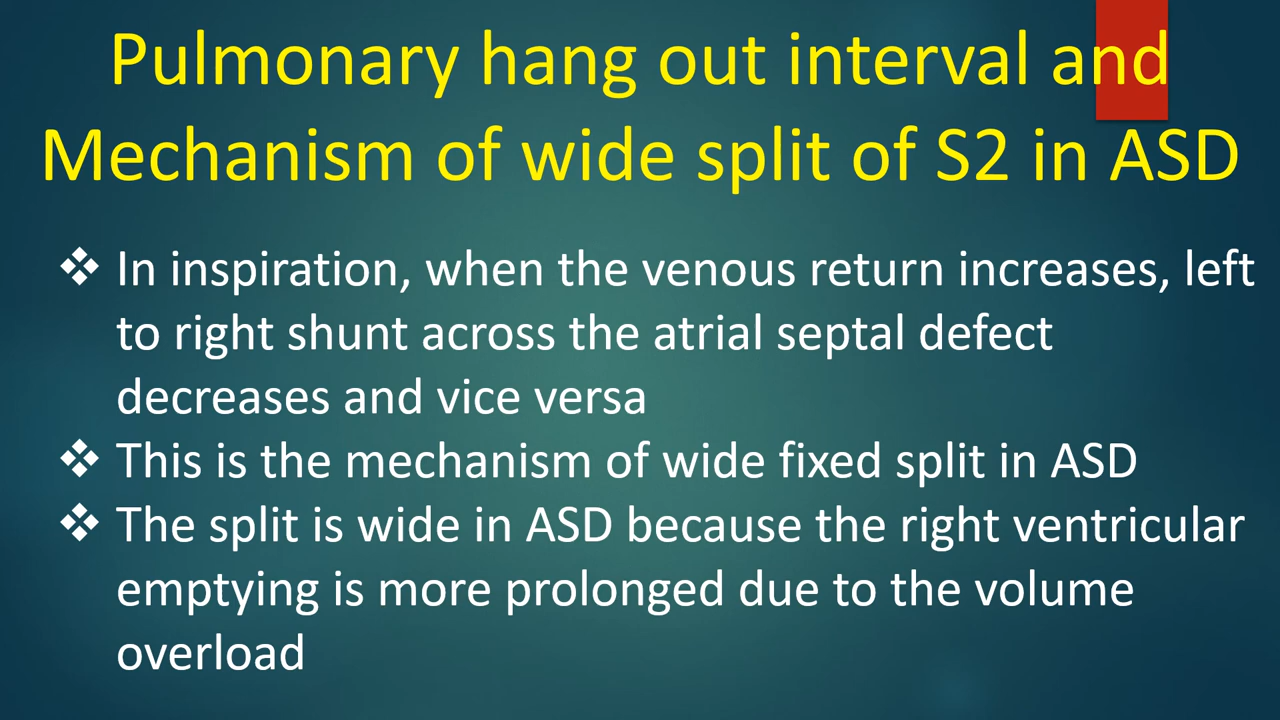 Pulmonary hang out interval and
Mechanism of wide split of S2 in ASD
❖ In inspiration, when the venous return increases, left
to right shunt across the atrial septal defect
decreases and vice versa
❖ This is the mechanism of wide fixed split in ASD
❖ The split is wide in ASD because the right ventricular
emptying is more prolonged due to the volume
overload